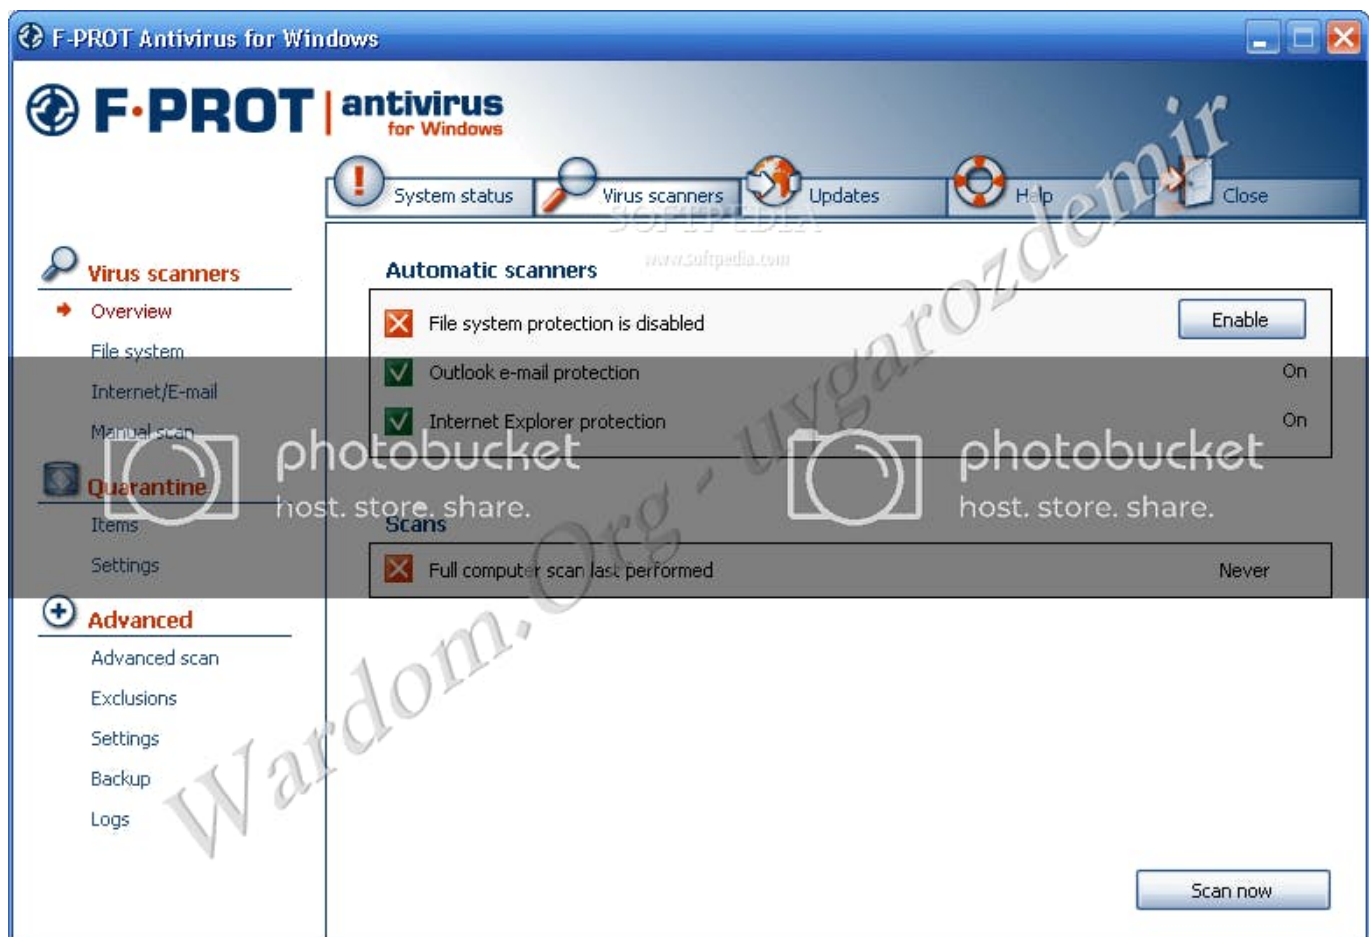 F-PROT Antivirus for Windows
F·PROT antivirus
for Windows
System status Virus scanners Updates Help Close
SOFTPEDIA
www.softpedia.com
Virus scanners
Overview
File system
Internet/E-mail
Manual scan
Quarantine
Items
Settings
Advanced
Advanced scan
Exclusions
Settings
Backup
Logs
Automatic scanners
File system protection is disabled Enable
Outlook e-mail protection On
Internet Explorer protection On
Scans
Full computer scan last performed Never
Scan now
photobucket
host. store. share.
photobucket
host. store. share.
Wardom.Org - uygarozdemir